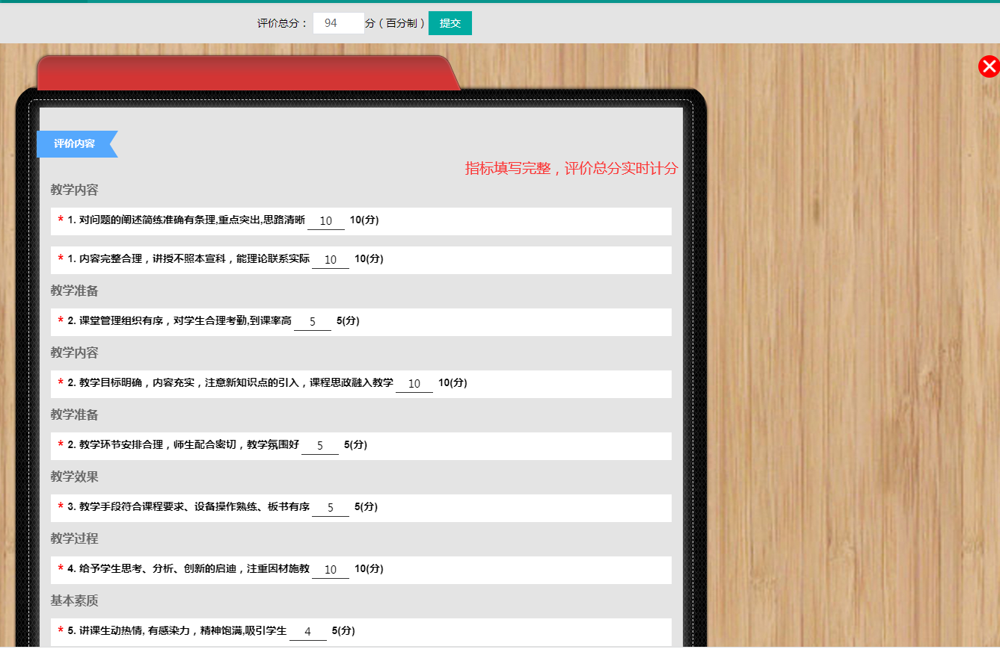 评价总分： 94 分（百分制） 提交
评价内容
指标填写完整，评价总分实时计分
教学内容
* 1. 对问题的阐述简练准确有条理,重点突出,思路清晰 10 10(分)
* 1. 内容完整合理，讲授不照本宣科，能理论联系实际 10 10(分)
教学准备
* 2. 课堂管理组织有序，对学生合理考勤,到课率高 5 5(分)
教学内容
* 2. 教学目标明确，内容充实，注意新知识点的引入，课程思政融入教学 10 10(分)
教学准备
* 2. 教学环节安排合理，师生配合密切，教学氛围好 5 5(分)
教学效果
* 3. 教学手段符合课程要求、设备操作熟练、板书有序 5 5(分)
教学过程
* 4. 给予学生思考、分析、创新的启迪，注重因材施教 10 10(分)
基本素质
* 5. 讲课生动热情, 有感染力，精神饱满,吸引学生 4 5(分)